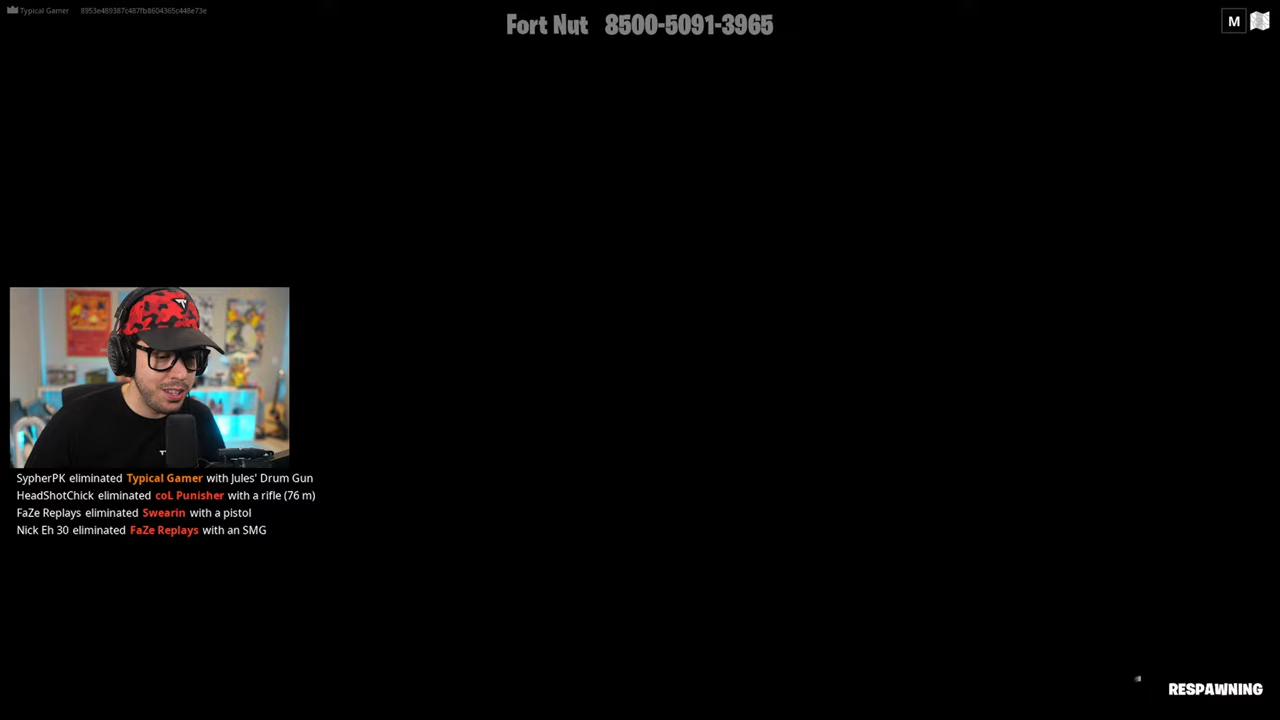 Typical Gamer 8953e489387c487fb8604365c448e73e
Fort Nut 8500-5091-3965
M
SypherPK eliminated Typical Gamer with Jules' Drum Gun
HeadShotChick eliminated coL Punisher with a rifle (76 m)
FaZe Replays eliminated Swearin with a pistol
Nick Eh 30 eliminated FaZe Replays with an SMG
RESPAWNING